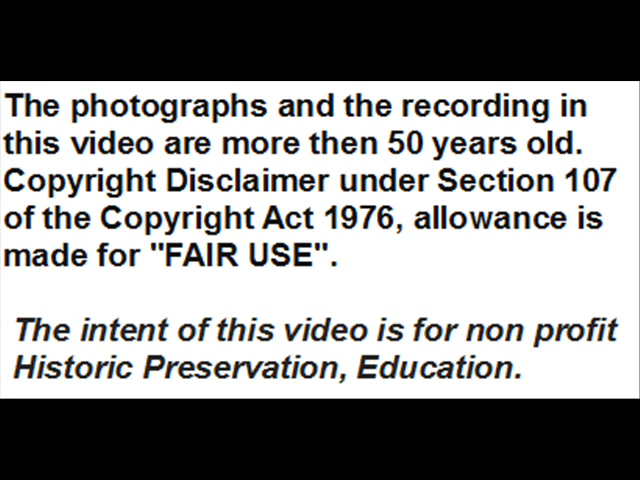 The photographs and the recording in
this video are more then 50 years old.
Copyright Disclaimer under Section 107
of the Copyright Act 1976, allowance is
made for "FAIR USE".
The intent of this video is for non profit
Historic Preservation, Education.